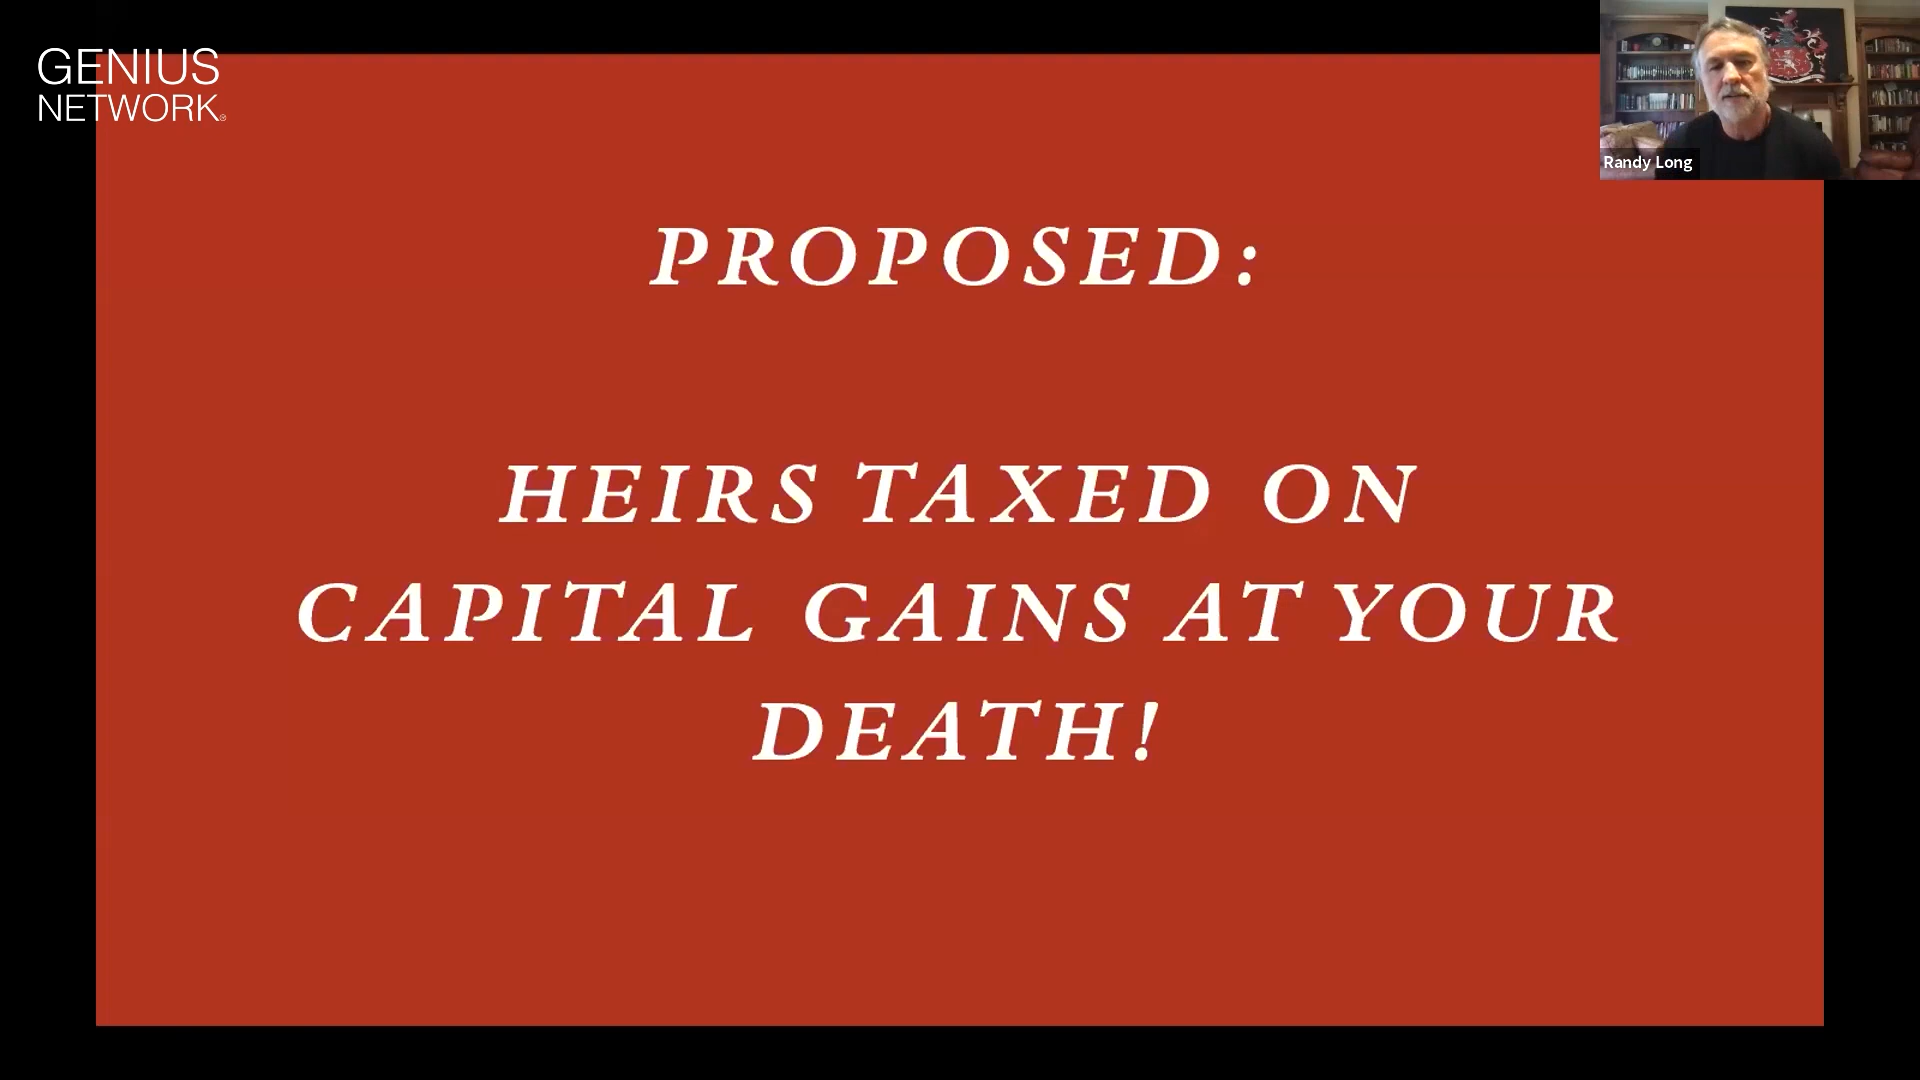 GENIUS
NETWORK®
Randy Long
PROPOSED:
HEIRS TAXED ON
CAPITAL GAINS AT YOUR
DEATH!